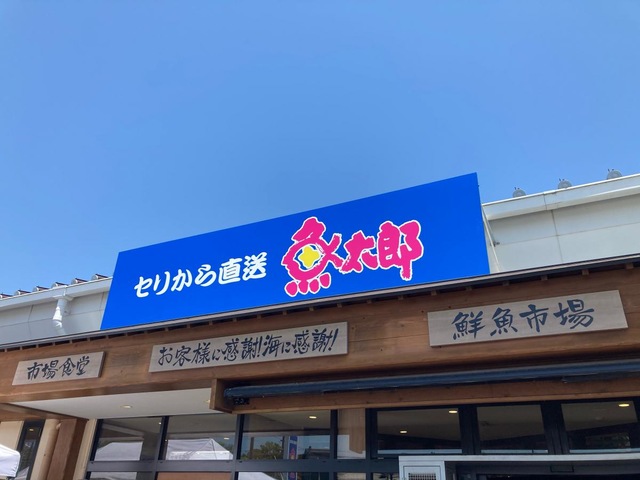 セリから直送 魚太郎
市場食堂
お客様に感謝!海に感謝!
鮮魚市場